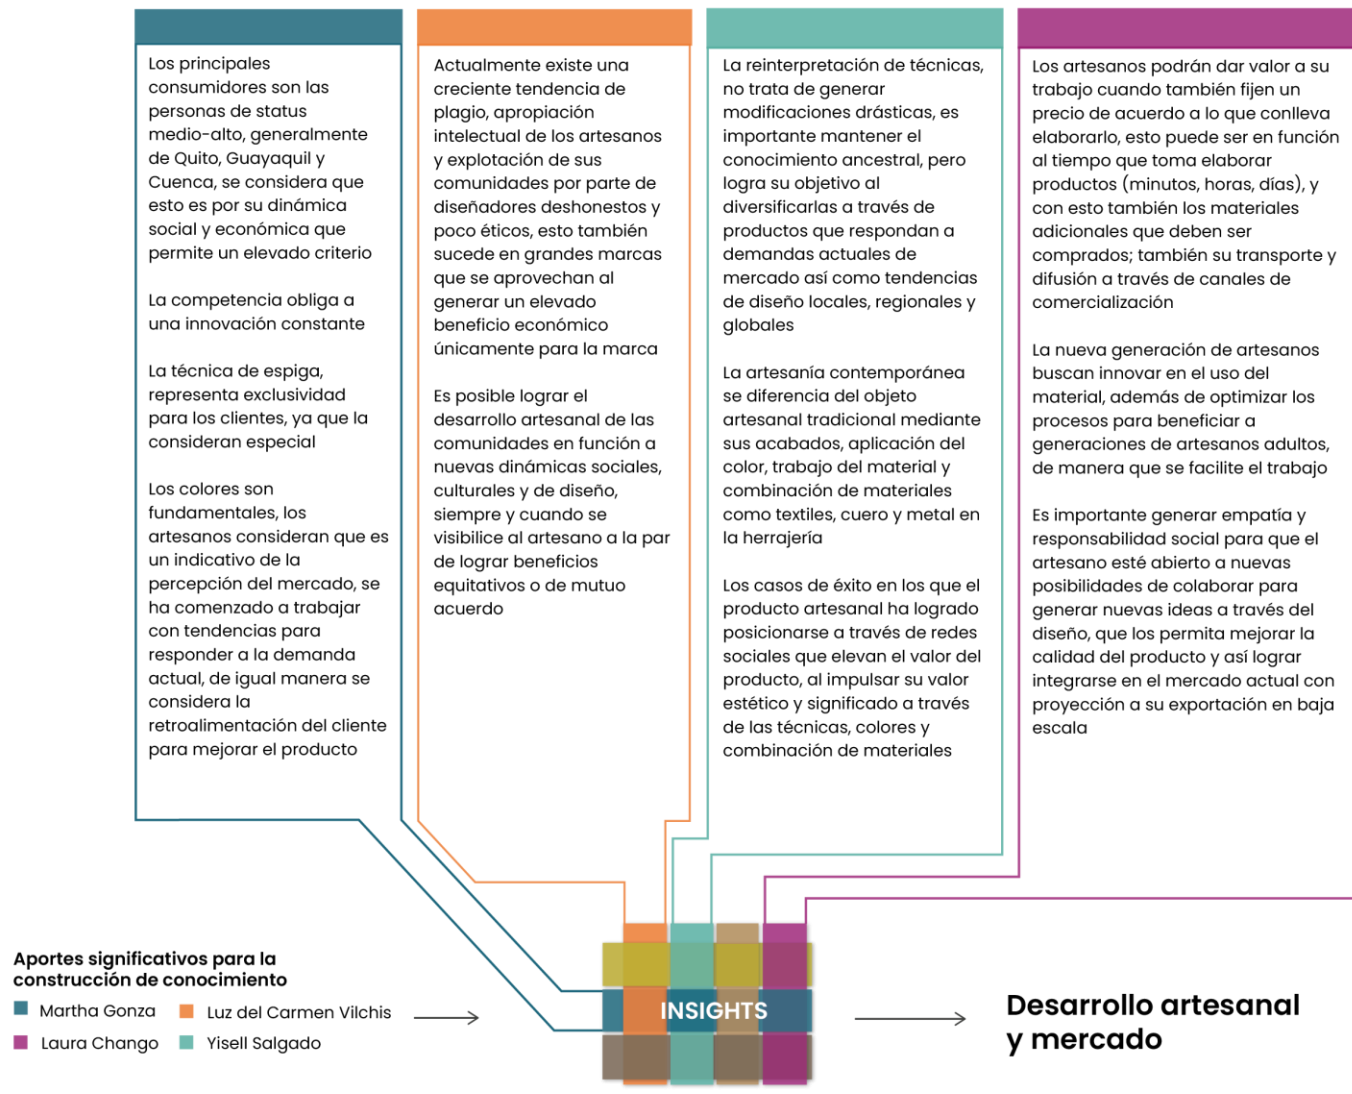 Los principales
consumidores son las
personas de status
medio-alto, generalmente
de Quito, Guayaquil y
Cuenca, se considera que
esto es por su dinámica
social y económica que
permite un elevado criterio
La competencia obliga a
una innovación constante
La técnica de espiga,
representa exclusividad
para los clientes, ya que la
consideran especial
Los colores son
fundamentales, los
artesanos consideran que es
un indicativo de la
percepción del mercado, se
ha comenzado a trabajar
con tendencias para
responder a la demanda
actual, de igual manera se
considera la
retroalimentación del cliente
para mejorar el producto
Actualmente existe una
creciente tendencia de
plagio, apropiación
intelectual de los artesanos
y explotación de sus
comunidades por parte de
diseñadores deshonestos y
poco éticos, esto también
sucede en grandes marcas
que se aprovechan al
generar un elevado
beneficio económico
únicamente para la marca
Es posible lograr el
desarrollo artesanal de las
comunidades en función a
nuevas dinámicas sociales,
culturales y de diseño,
siempre y cuando se
visibilice al artesano a la par
de lograr beneficios
equitativos o de mutuo
acuerdo
La reinterpretación de técnicas,
no trata de generar
modificaciones drásticas, es
importante mantener el
conocimiento ancestral, pero
logra su objetivo al
diversificarlas a través de
productos que respondan a
demandas actuales de
mercado así como tendencias
de diseño locales, regionales y
globales
La artesanía contemporánea
se diferencia del objeto
artesanal tradicional mediante
sus acabados, aplicación del
color, trabajo del material y
combinación de materiales
como textiles, cuero y metal en
la herrajería
Los casos de éxito en los que el
producto artesanal ha logrado
posicionarse a través de redes
sociales que elevan el valor del
producto, al impulsar su valor
estético y significado a través
de las técnicas, colores y
combinación de materiales
Los artesanos podrán dar valor a su
trabajo cuando también fijen un
precio de acuerdo a lo que conlleva
elaborarlo, esto puede ser en función
al tiempo que toma elaborar
productos (minutos, horas, días), y
con esto también los materiales
adicionales que deben ser
comprados; también su transporte y
difusión a través de canales de
comercialización
La nueva generación de artesanos
buscan innovar en el uso del
material, además de optimizar los
procesos para beneficiar a
generaciones de artesanos adultos,
de manera que se facilite el trabajo
Es importante generar empatía y
responsabilidad social para que el
artesano esté abierto a nuevas
posibilidades de colaborar para
generar nuevas ideas a través del
diseño, que los permita mejorar la
calidad del producto y así lograr
integrarse en el mercado actual con
proyección a su exportación en baja
escala
Aportes significativos para la
construcción de conocimiento
Martha Gonza
Luz del Carmen Vilchis
Laura Chango
Yisell Salgado
INSIGHTS
Desarrollo artesanal
y mercado